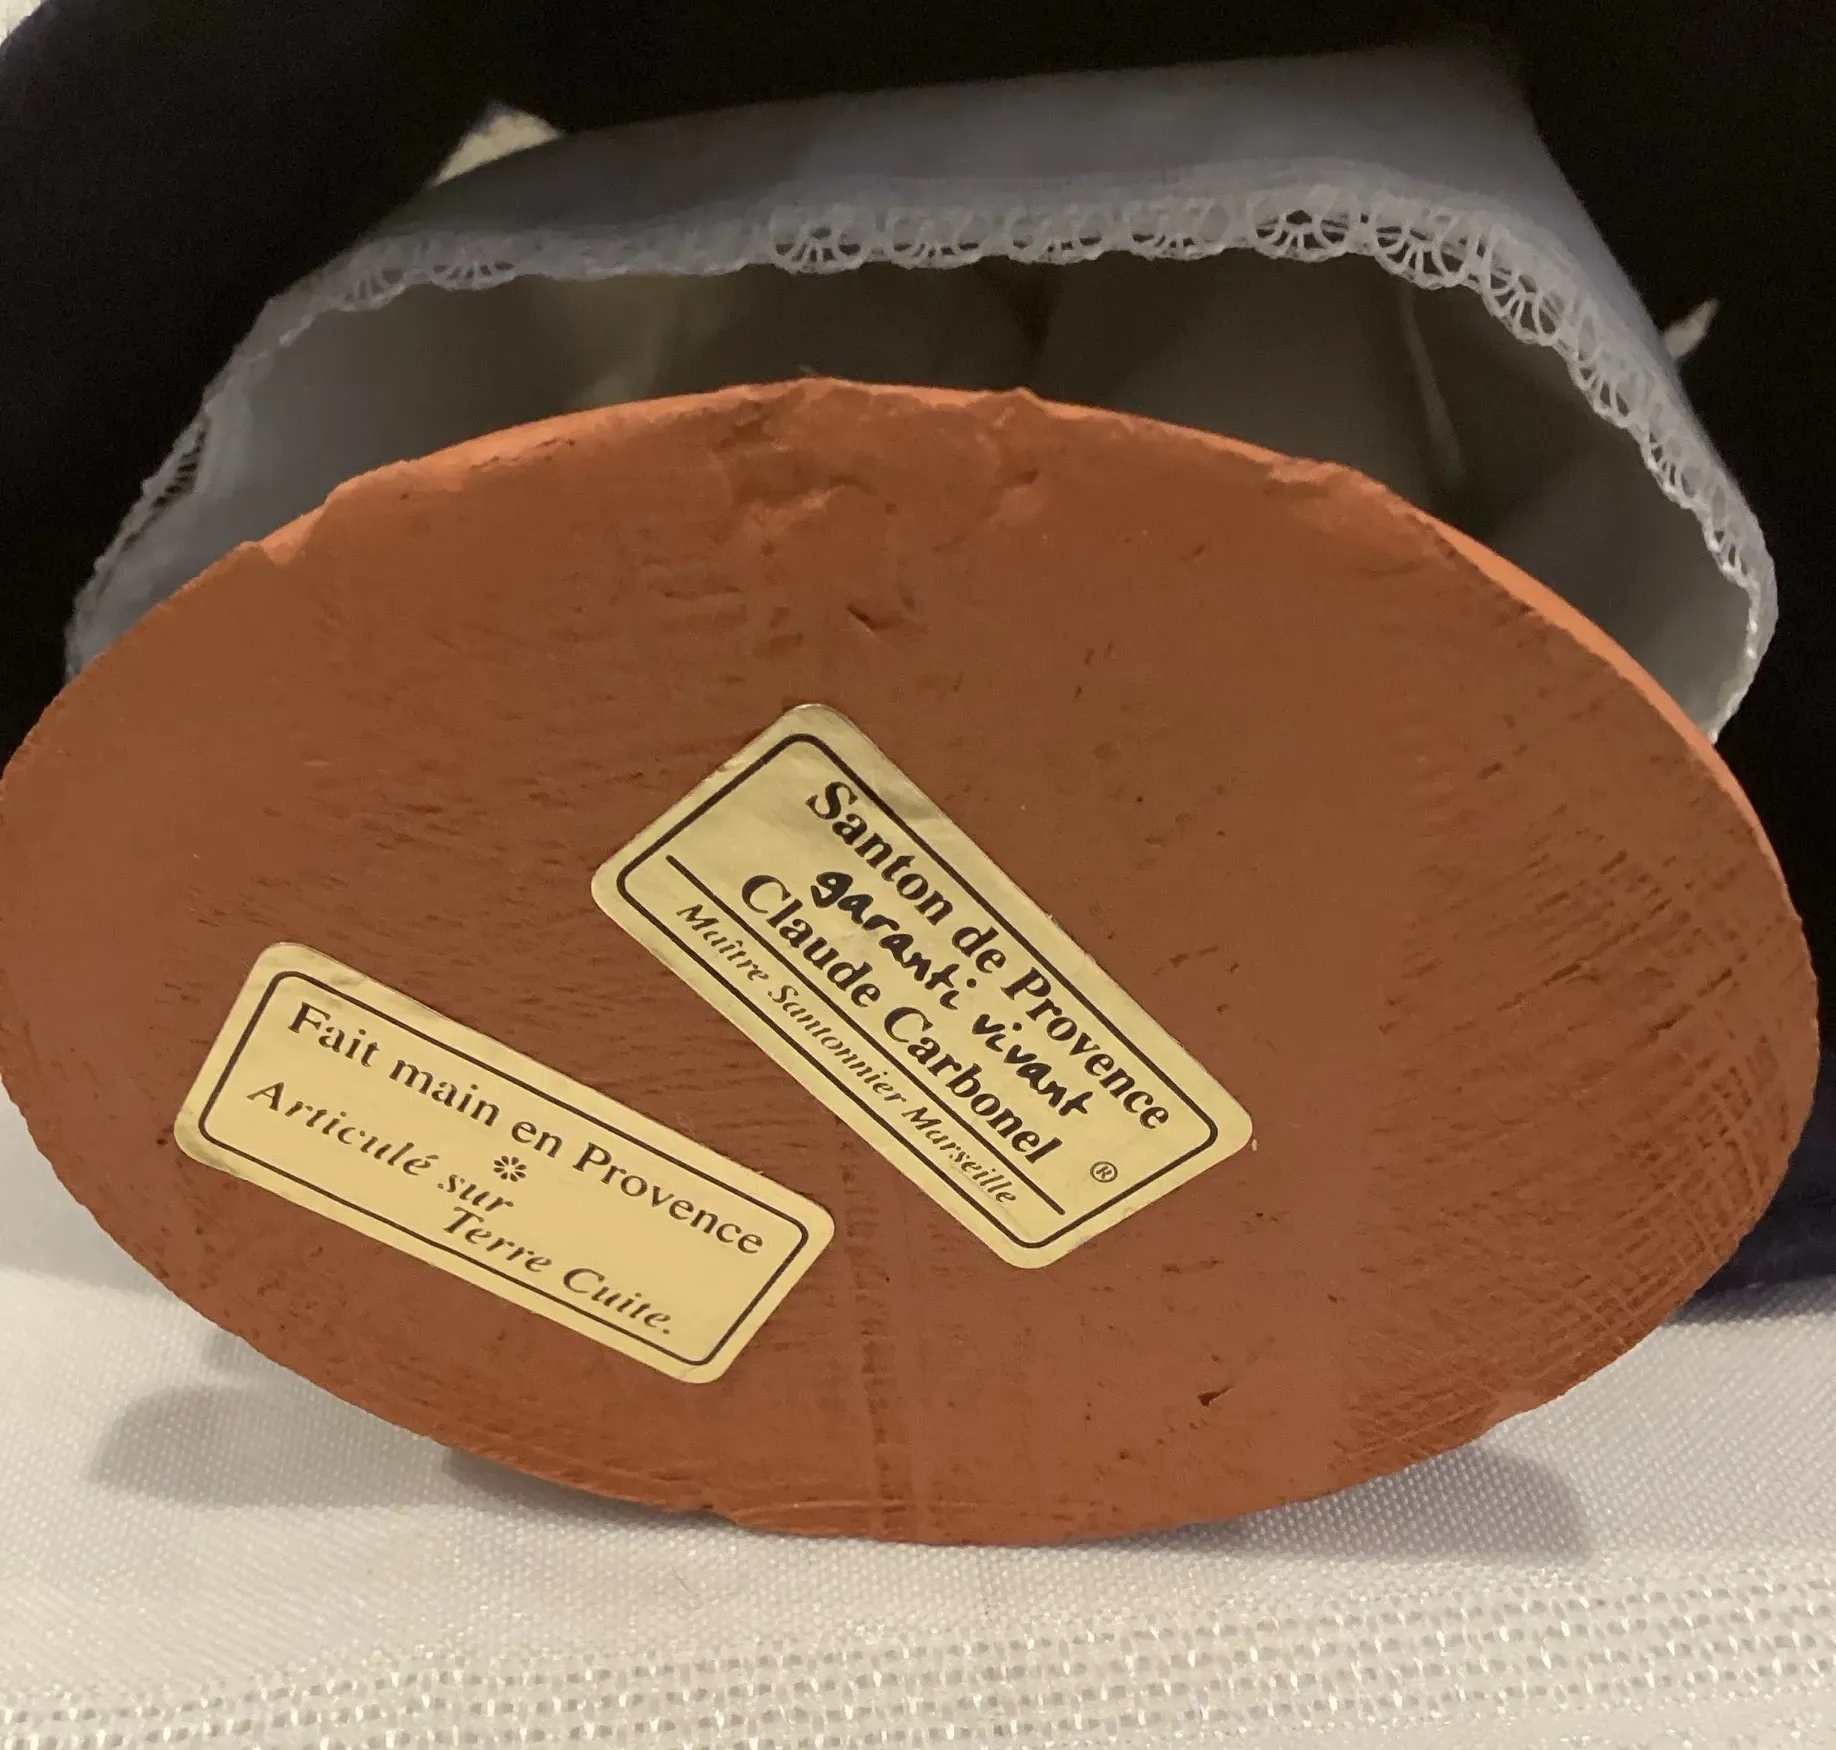 Santon de Provence
garanti vivant
Claude Carbonel ®
Maître Santonnier Marseille
Fait main en Provence
*
Articulé sur
Terre Cuite.